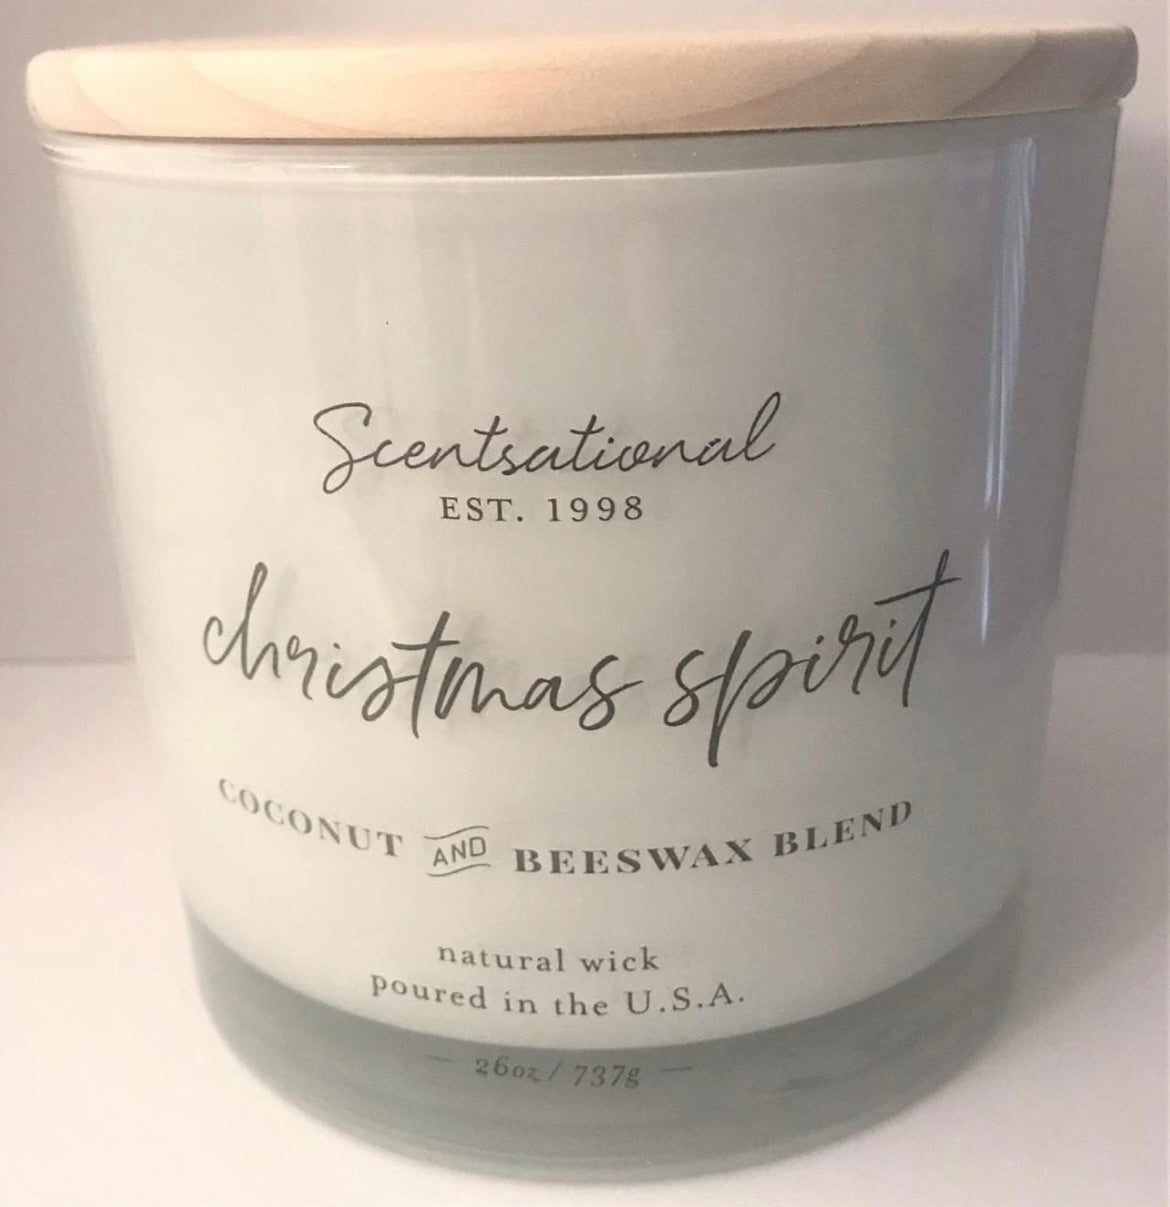 Scentsational
EST. 1998
christmas spirit
COCONUT AND BEESWAX BLEND
natural wick
poured in the U.S.A.
— 26oz / 737g —